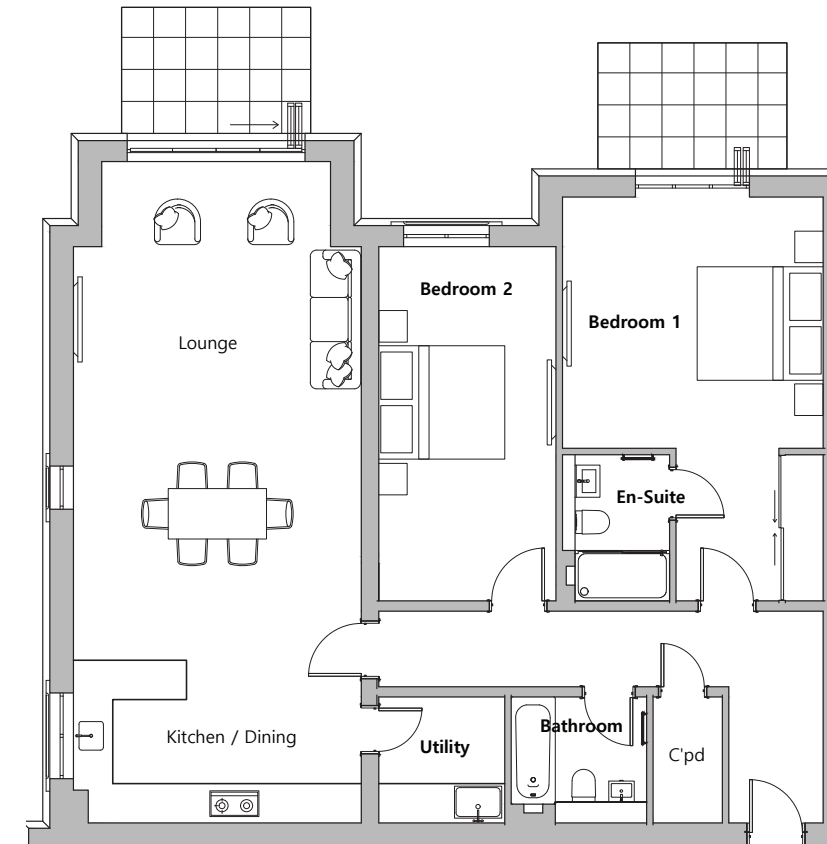 Bedroom 2
Bedroom 1
Lounge
En-Suite
Kitchen / Dining
Utility
Bathroom
C'pd